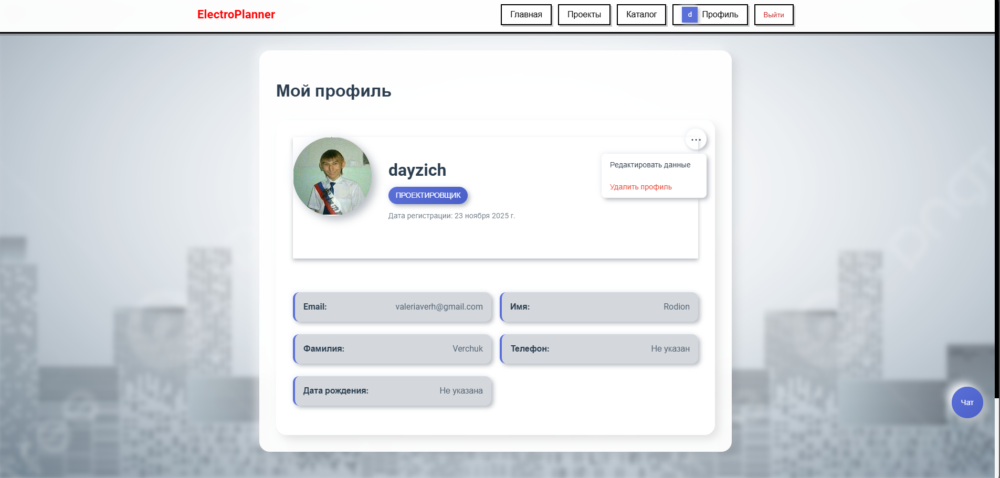 ElectroPlanner
Главная
Проекты
Каталог
d Профиль
Выйти
Мой профиль
...
dayzich
Редактировать данные
Удалить профиль
ПРОЕКТИРОВЩИК
Дата регистрации: 23 ноября 2025 г.
Email: valeriaverh@gmail.com
Имя: Rodion
Фамилия: Verchuk
Телефон: Не указан
Дата рождения: Не указана
Чат